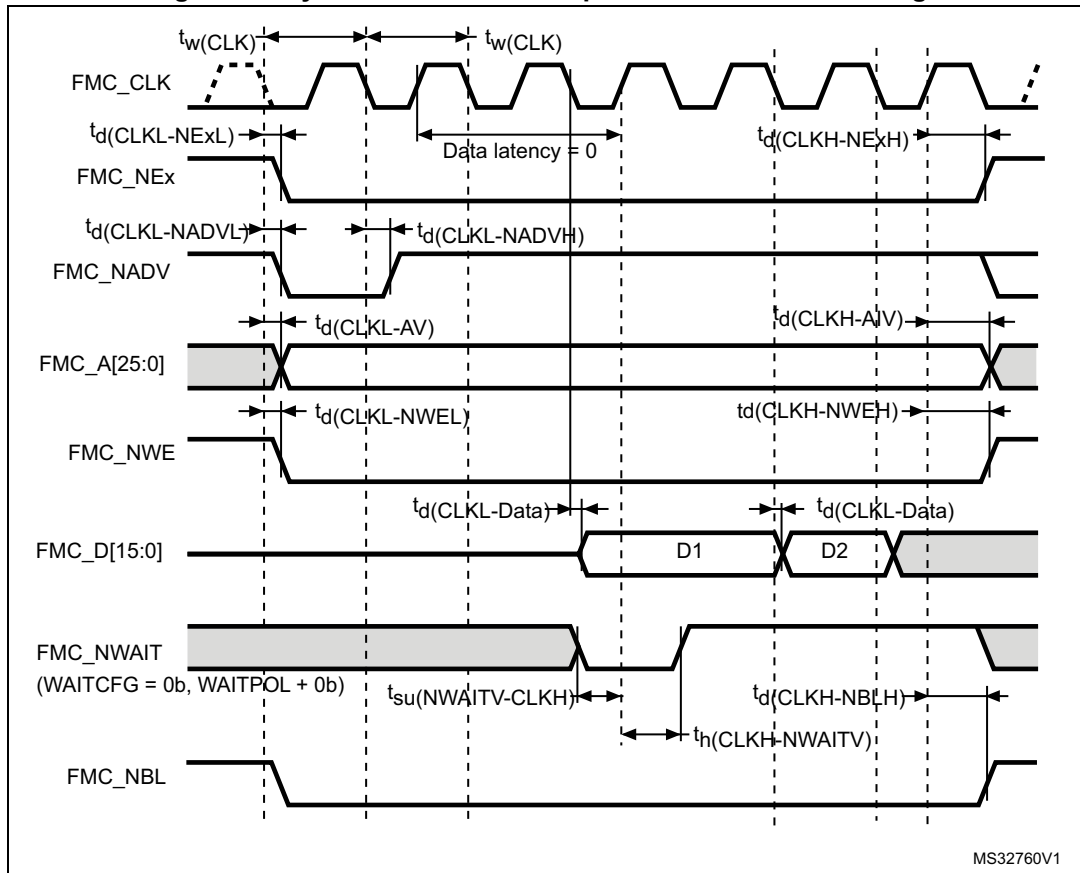 tw(CLK) tw(CLK)
FMC_CLK
td(CLKL-NExL) Data latency = 0 td(CLKH-NExH)
FMC_NEx
td(CLKL-NADVL) td(CLKL-NADVH)
FMC_NADV
td(CLKL-AV) td(CLKH-AIV)
FMC_A[25:0]
td(CLKL-NWEL) td(CLKH-NWEH)
FMC_NWE
td(CLKL-Data) td(CLKL-Data)
FMC_D[15:0] D1 D2
FMC_NWAIT
(WAITCFG = 0b, WAITPOL + 0b)
tsu(NWAITV-CLKH) td(CLKH-NBLH)
th(CLKH-NWAITV)
FMC_NBL
MS32760V1